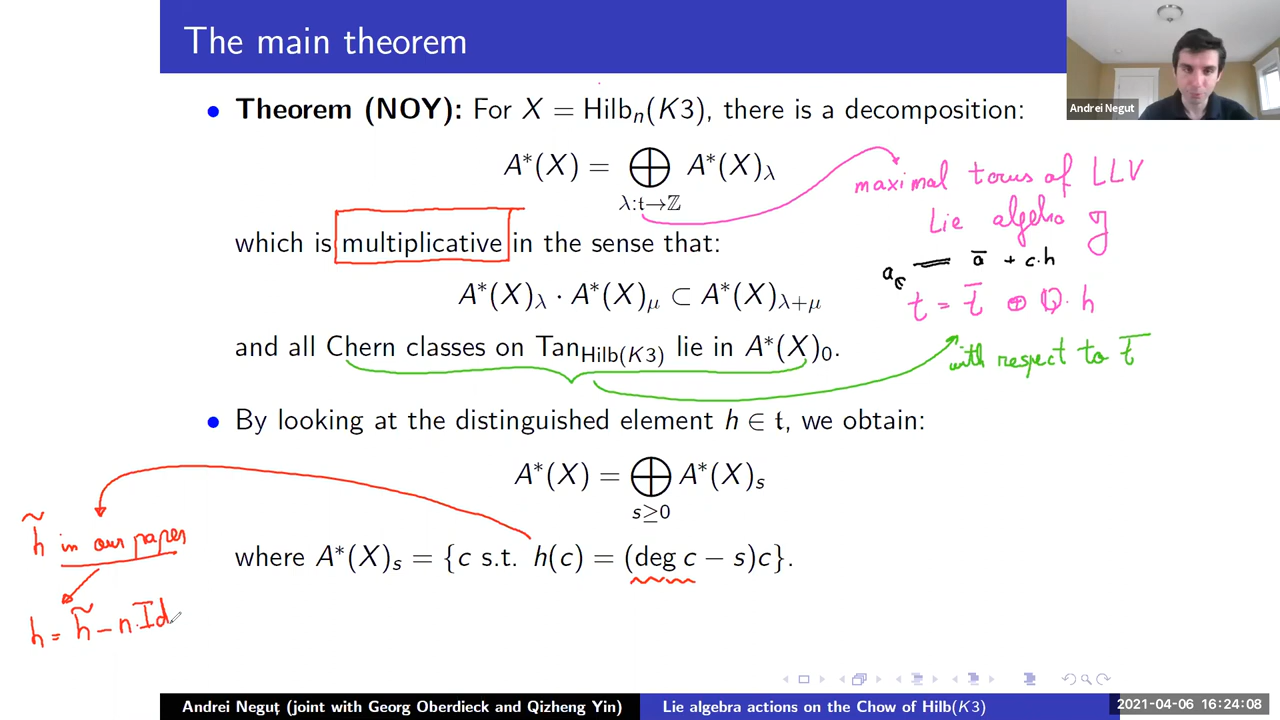 The main theorem
Andrei Negut
• Theorem (NOY): For X = Hilbₙ(K3), there is a decomposition:
A*(X) = ⨁ A*(X)_λ
λ:𝔱→ℤ
maximal torus of LLV
Lie algebra g
which is multiplicative in the sense that:
a = ā + c·h
A*(X)_λ · A*(X)_μ ⊂ A*(X)_{λ+μ}
t = t̄ ⊕ ℚ·h
and all Chern classes on Tan_{Hilb(K3)} lie in A*(X)₀.
with respect to t̄
• By looking at the distinguished element h ∈ 𝔱, we obtain:
A*(X) = ⨁ A*(X)ₛ
s≥0
h̃ in our paper
where A*(X)ₛ = {c s.t. h(c) = (deg c − s)c}.
h = h̃ − n·Id
Andrei Neguț (joint with Georg Oberdieck and Qizheng Yin)
Lie algebra actions on the Chow of Hilb(K3)
2021-04-06 16:24:08